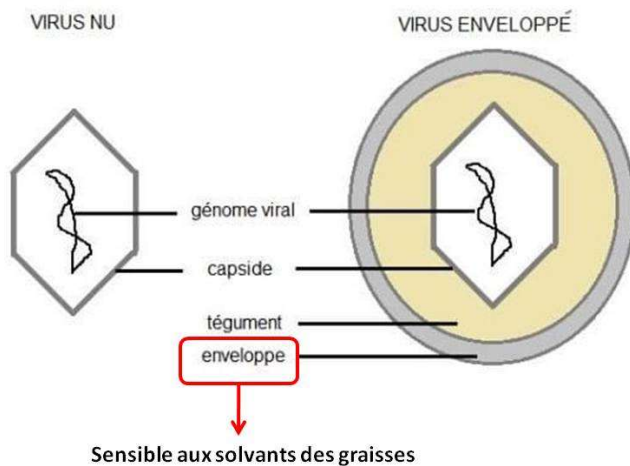 VIRUS NU
VIRUS ENVELOPPÉ
génome viral
capside
tégument
enveloppe
Sensible aux solvants des graisses